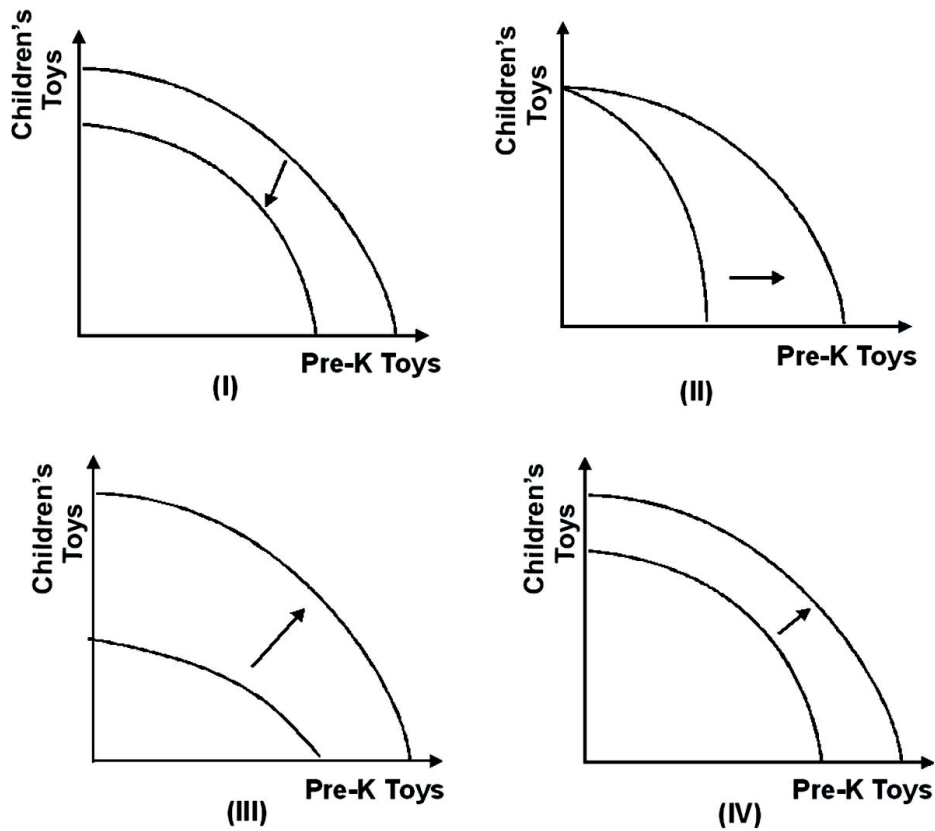 Children's
Toys
Pre-K Toys
(I)
Children's
Toys
Pre-K Toys
(II)
Children's
Toys
Pre-K Toys
(III)
Children's
Toys
Pre-K Toys
(IV)